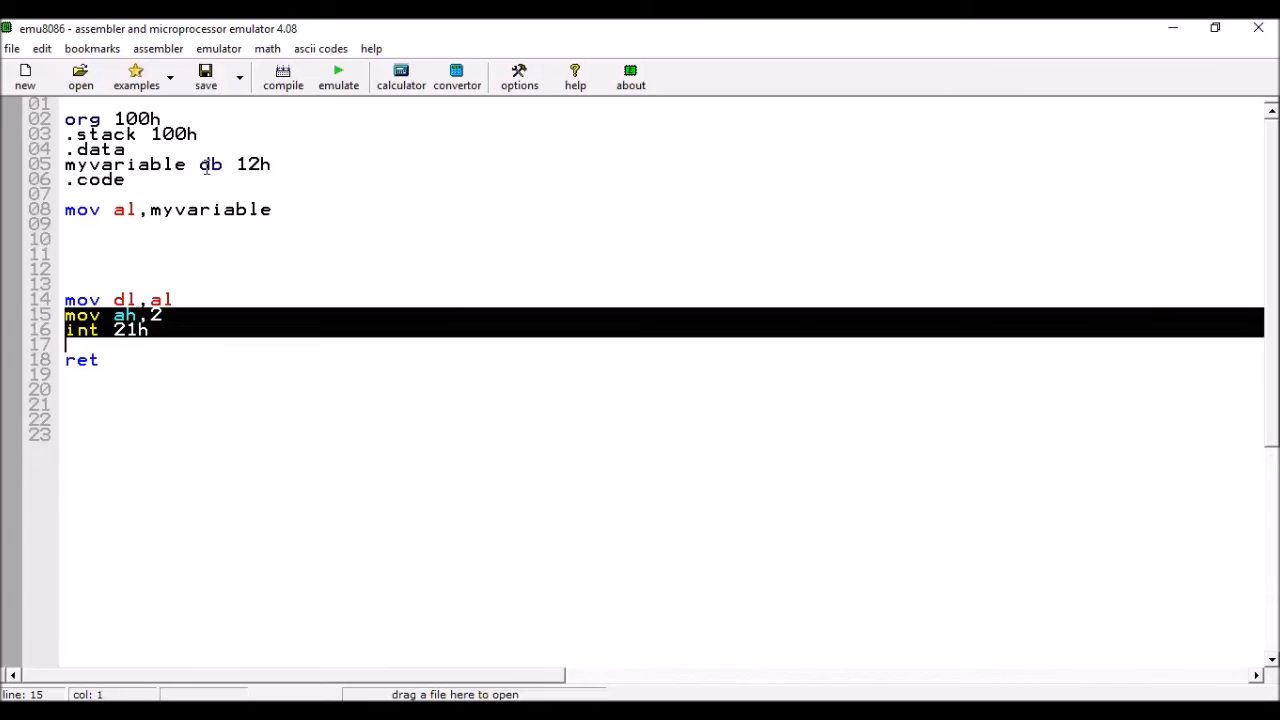 emu8086 - assembler and microprocessor emulator 4.08
file edit bookmarks assembler emulator math ascii codes help
new open examples save compile emulate calculator convertor options help about
01
02 org 100h
03 .stack 100h
04 .data
05 myvariable db 12h
06 .code
07
08 mov al,myvariable
09
10
11
12
13
14 mov dl,al
15 mov ah,2
16 int 21h
17
18 ret
19
20
21
22
23
line: 15 col: 1 drag a file here to open